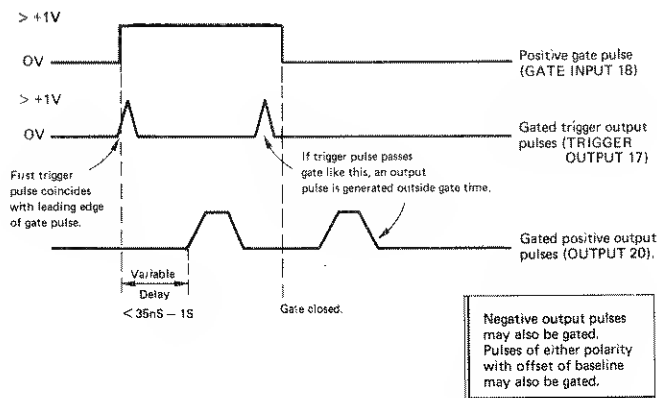 > +1V
OV
Positive gate pulse
(GATE INPUT 18)
> +1V
OV
Gated trigger output
pulses (TRIGGER
OUTPUT 17)
First trigger
pulse coincides
with leading edge
of gate pulse.
If trigger pulse passes
gate like this, an output
pulse is generated outside gate time.
Gated positive output
pulses (OUTPUT 20).
Variable
Delay
< 35nS – 1S
Gate closed.
Negative output pulses
may also be gated.
Pulses of either polarity
with offset of baseline
may also be gated.